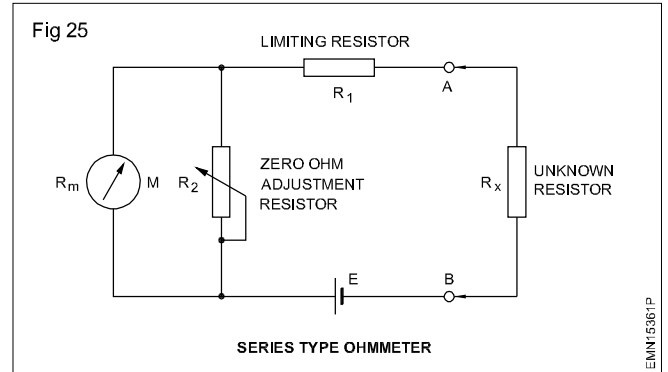 Fig 25
LIMITING RESISTOR
R1
A
Rm
M
R2
ZERO OHM
ADJUSTMENT
RESISTOR
Rx
UNKNOWN
RESISTOR
E
B
SERIES TYPE OHMMETER
EMN15361P